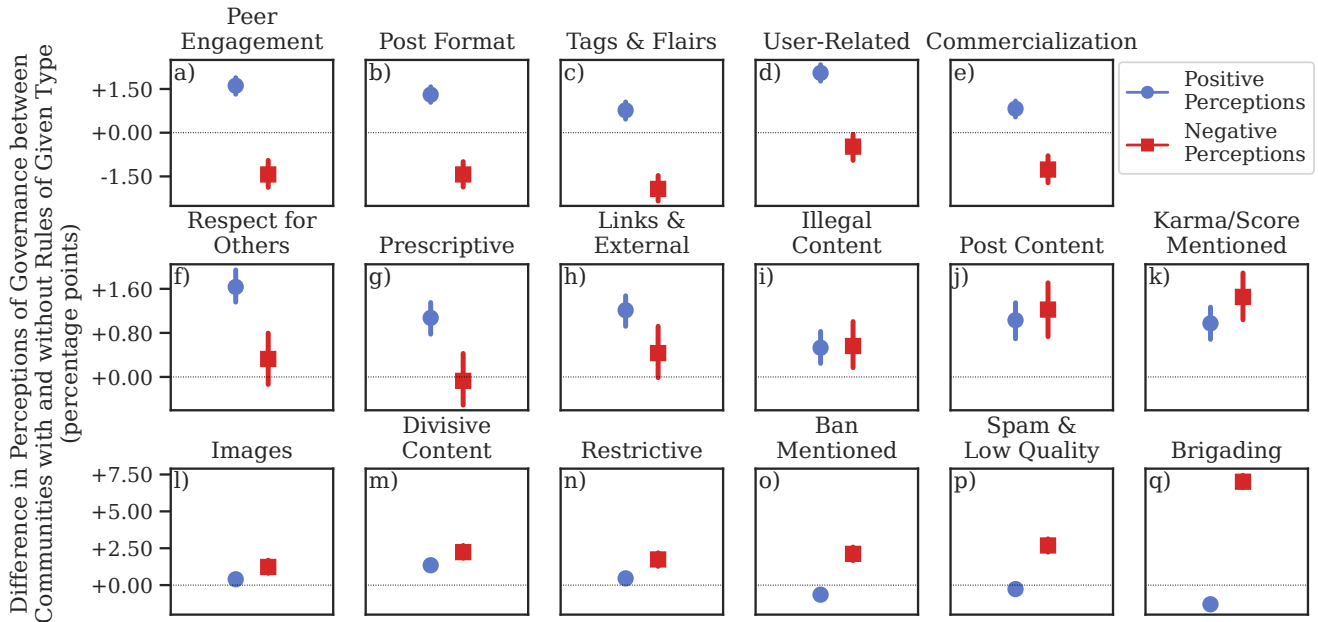 Difference in Perceptions of Governance between
Communities with and without Rules of Given Type
(percentage points)
Peer
Engagement
Post Format
Tags & Flairs
User-Related
Commercialization
a)
b)
c)
d)
e)
+1.50
+0.00
-1.50
Positive
Perceptions
Negative
Perceptions
Respect for
Others
Prescriptive
Links &
External
Illegal
Content
Post Content
Karma/Score
Mentioned
f)
g)
h)
i)
j)
k)
+1.60
+0.80
+0.00
Images
Divisive
Content
Restrictive
Ban
Mentioned
Spam &
Low Quality
Brigading
l)
m)
n)
o)
p)
q)
+7.50
+5.00
+2.50
+0.00